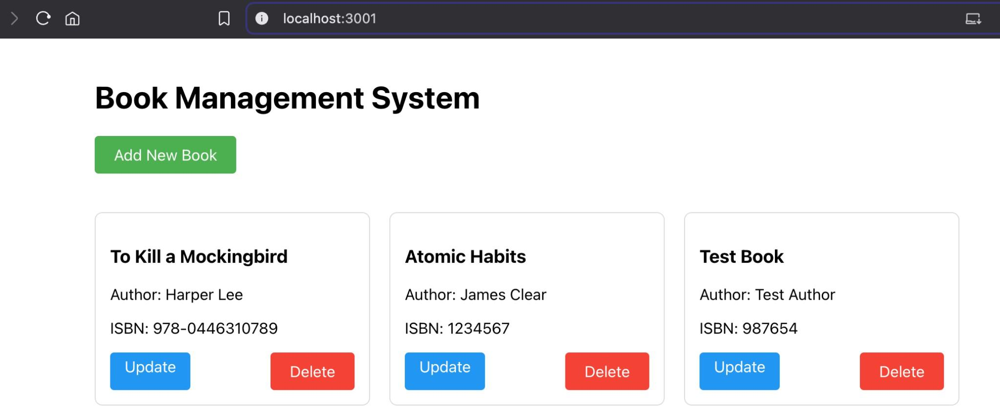 localhost:3001
Book Management System
Add New Book
To Kill a Mockingbird
Author: Harper Lee
ISBN: 978-0446310789
Update Delete
Atomic Habits
Author: James Clear
ISBN: 1234567
Update Delete
Test Book
Author: Test Author
ISBN: 987654
Update Delete